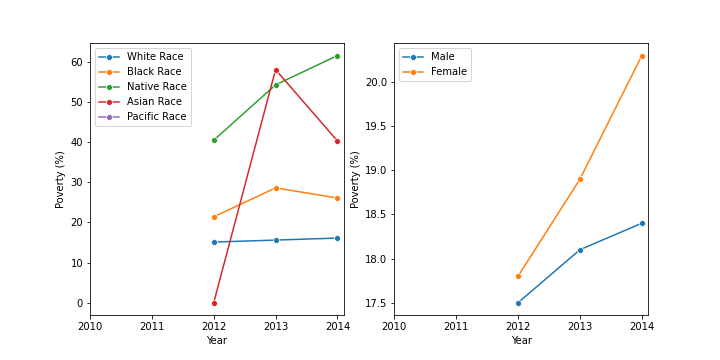 White Race
Black Race
Native Race
Asian Race
Pacific Race
60
50
40
30
20
10
0
Poverty (%)
2010 2011 2012 2013 2014
Year
Male
Female
20.0
19.5
19.0
18.5
18.0
17.5
Poverty (%)
2010 2011 2012 2013 2014
Year